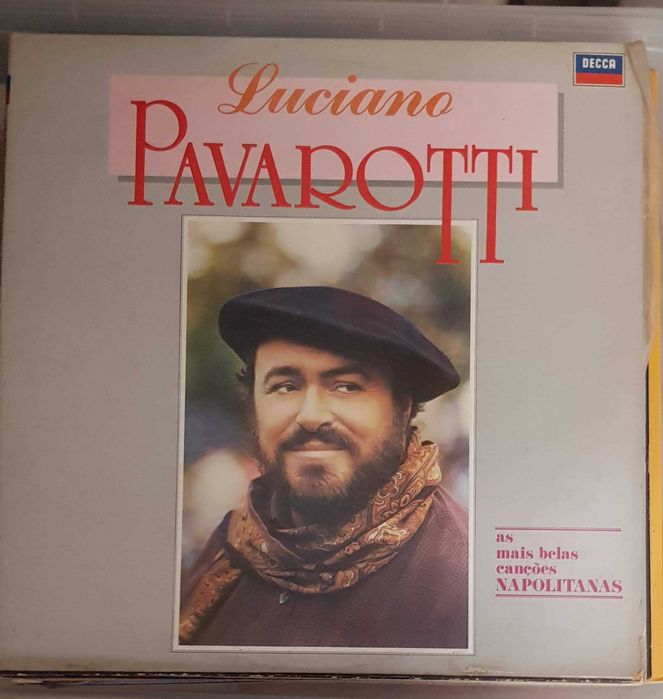 DECCA
Luciano
PAVAROTTI
as
mais belas
canções
NAPOLITANAS